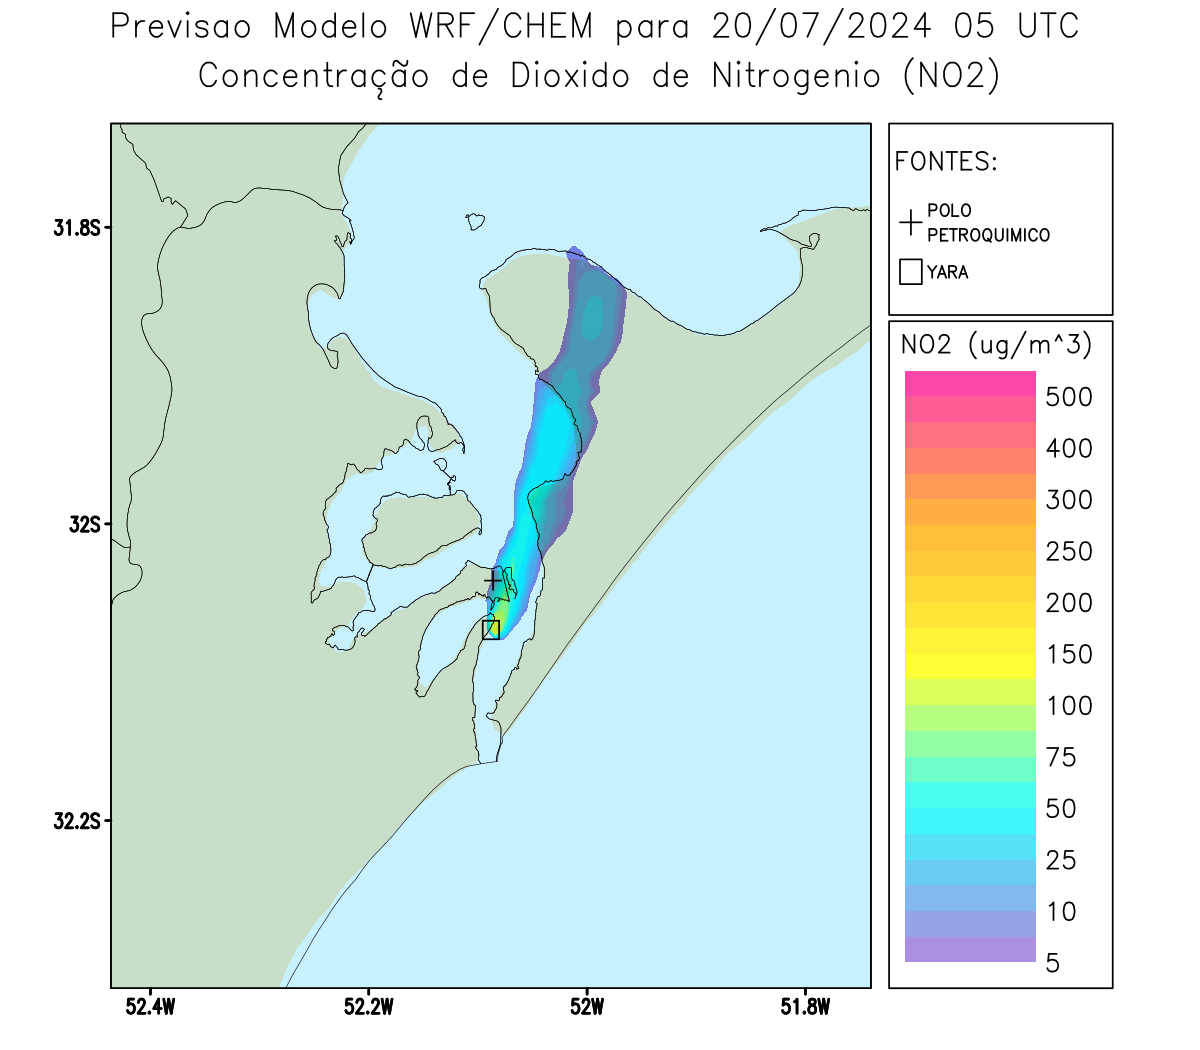 Previsao Modelo WRF/CHEM para 20/07/2024 05 UTC
Concentração de Dioxido de Nitrogenio (NO2)
FONTES:
POLO
PETROQUIMICO
YARA
31.8S
32S
32.2S
52.4W
52.2W
52W
51.8W
NO2 (ug/m^3)
500
400
300
250
200
150
100
75
50
25
10
5